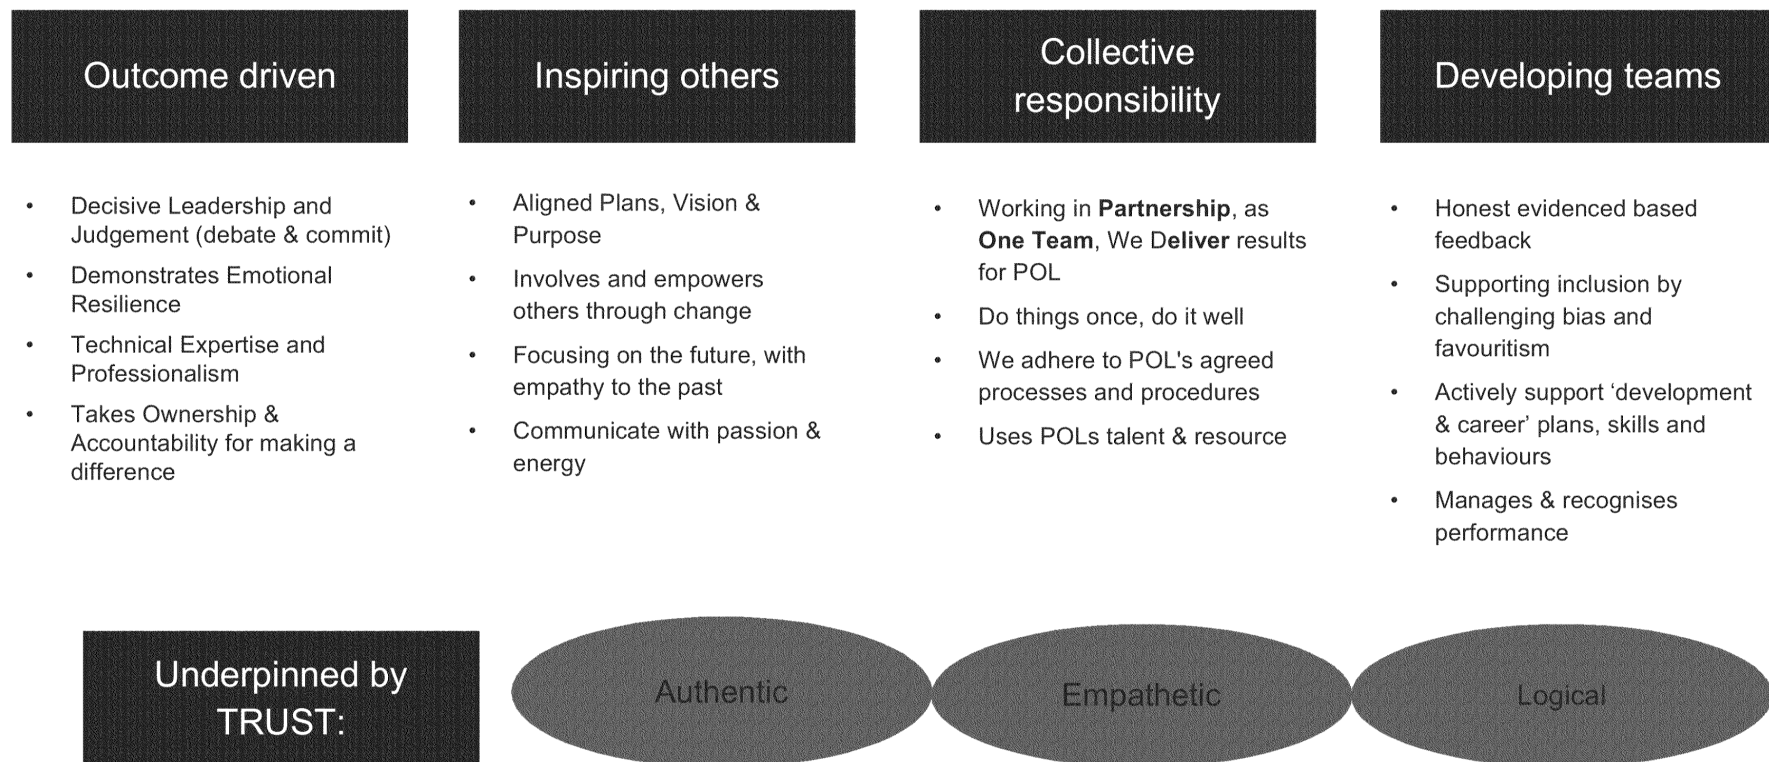 Outcome driven
• Decisive Leadership and
Judgement (debate & commit)
• Demonstrates Emotional
Resilience
• Technical Expertise and
Professionalism
• Takes Ownership &
Accountability for making a
difference
Inspiring others
• Aligned Plans, Vision &
Purpose
• Involves and empowers
others through change
• Focusing on the future, with
empathy to the past
• Communicate with passion &
energy
Collective
responsibility
• Working in Partnership, as
One Team, We Deliver results
for POL
• Do things once, do it well
• We adhere to POL's agreed
processes and procedures
• Uses POLs talent & resource
Developing teams
• Honest evidenced based
feedback
• Supporting inclusion by
challenging bias and
favouritism
• Actively support ‘development
& career’ plans, skills and
behaviours
• Manages & recognises
performance
Underpinned by
TRUST:
Authentic
Empathetic
Logical